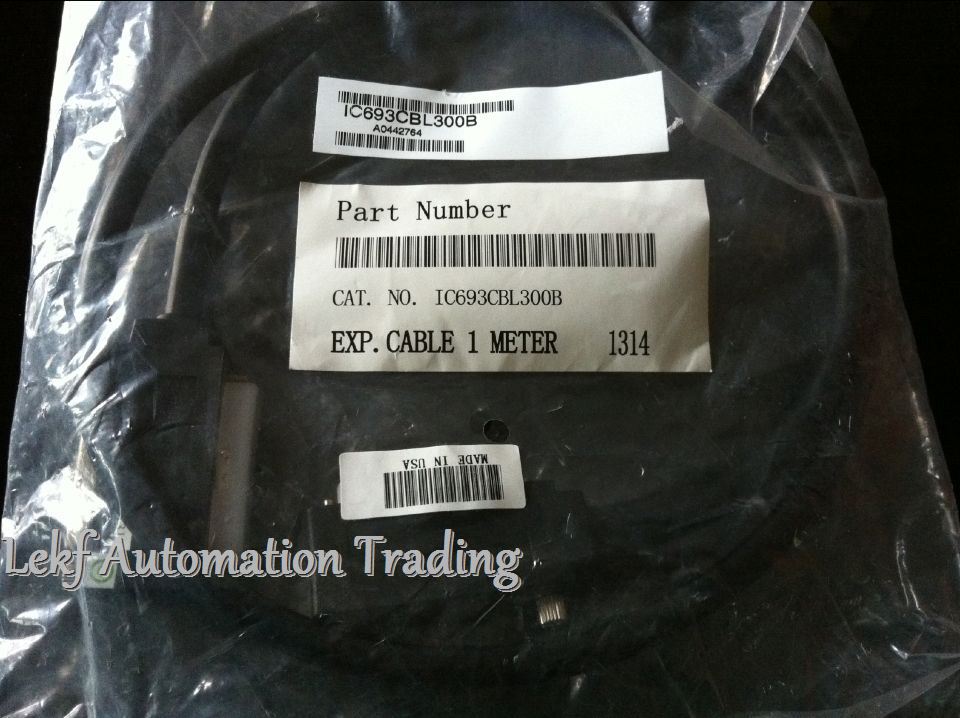 IC693CBL300B
A0442764
Part Number
CAT. NO. IC693CBL300B
EXP. CABLE 1 METER 1314
MADE IN USA
Lekf Automation Trading